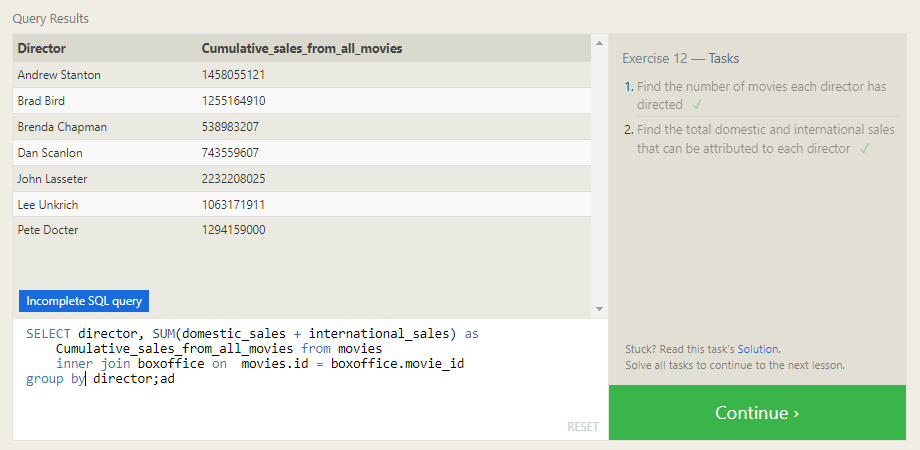 Query Results
Director Cumulative_sales_from_all_movies
Andrew Stanton 1458055121
Brad Bird 1255164910
Brenda Chapman 538983207
Dan Scanlon 743559607
John Lasseter 2232208025
Lee Unkrich 1063171911
Pete Docter 1294159000
Incomplete SQL query
SELECT director, SUM(domestic_sales + international_sales) as
Cumulative_sales_from_all_movies from movies
inner join boxoffice on  movies.id = boxoffice.movie_id
group by director;ad
RESET
Exercise 12 — Tasks
1. Find the number of movies each director has
directed ✓
2. Find the total domestic and international sales
that can be attributed to each director ✓
Stuck? Read this task's Solution.
Solve all tasks to continue to the next lesson.
Continue ›